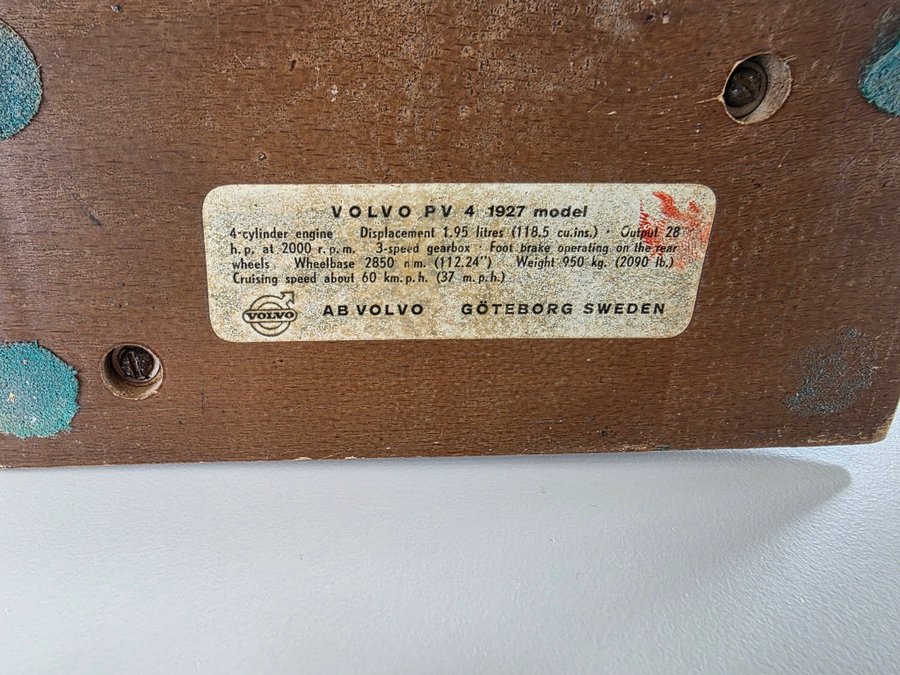 VOLVO PV 4 1927 model
4-cylinder engine Displacement 1.95 litres (118.5 cu.ins.) · Output 28
h.p. at 2000 r.p.m. 3-speed gearbox · Foot brake operating on the rear
wheels Wheelbase 2850 mm. (112.24") Weight 950 kg. (2090 lb.)
Cruising speed about 60 km.p.h. (37 m.p.h.)
VOLVO AB VOLVO GÖTEBORG SWEDEN